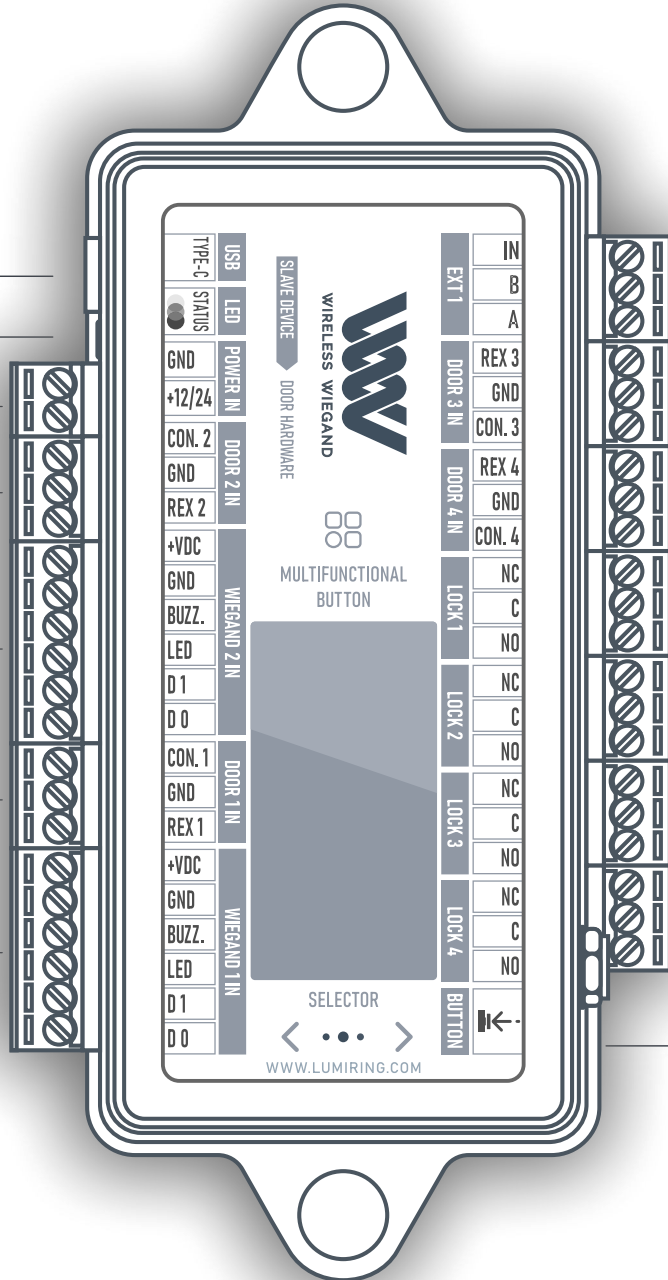 USB
TYPE-C
LED
STATUS
POWER IN
GND
+12/24
DOOR 2 IN
CON. 2
GND
REX 2
WIEGAND 2 IN
+VDC
GND
BUZZ.
LED
D 1
D 0
DOOR 1 IN
CON. 1
GND
REX 1
WIEGAND 1 IN
+VDC
GND
BUZZ.
LED
D 1
D 0
SLAVE DEVICE
DOOR HARDWARE
WIRELESS WIEGAND
MULTIFUNCTIONAL
BUTTON
SELECTOR
WWW.LUMIRING.COM
EXT 1
IN
B
A
DOOR 3 IN
REX 3
GND
CON. 3
DOOR 4 IN
REX 4
GND
CON. 4
LOCK 1
NC
C
NO
LOCK 2
NC
C
NO
LOCK 3
NC
C
NO
LOCK 4
NC
C
NO
BUTTON